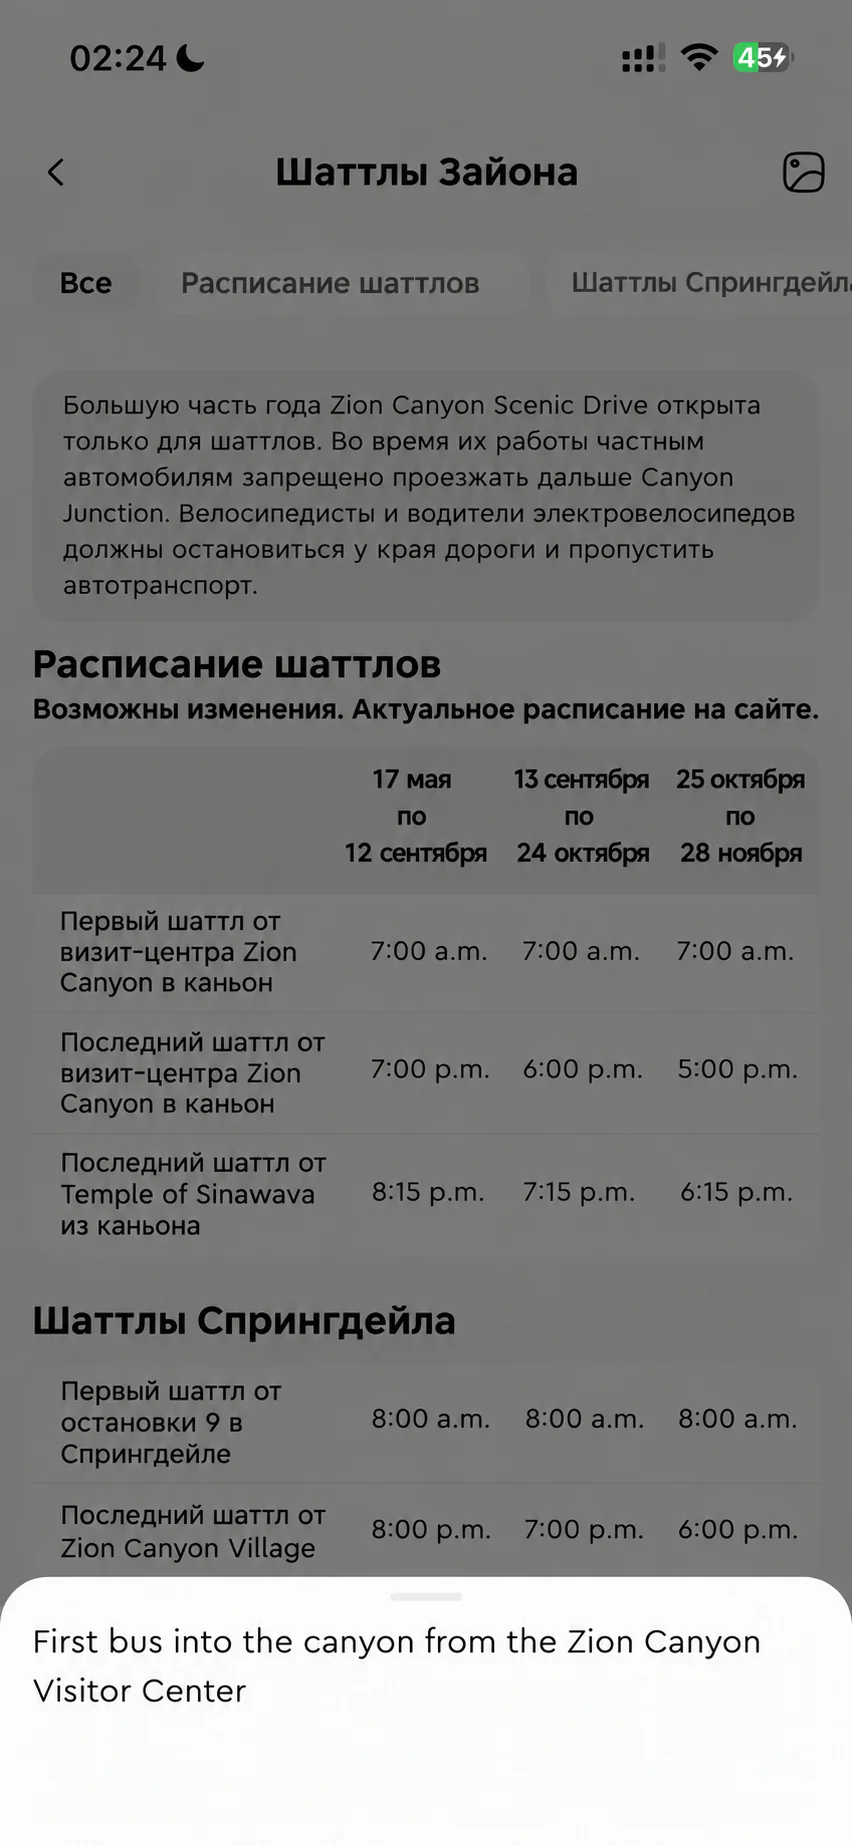 02:24
45
Шаттлы Зайона
Все
Расписание шаттлов
Шаттлы Спрингдейла
Большую часть года Zion Canyon Scenic Drive открыта
только для шаттлов. Во время их работы частным
автомобилям запрещено проезжать дальше Canyon
Junction. Велосипедисты и водители электровелосипедов
должны остановиться у края дороги и пропустить
автотранспорт.
Расписание шаттлов
Возможны изменения. Актуальное расписание на сайте.
17 мая
по
12 сентября
13 сентября
по
24 октября
25 октября
по
28 ноября
Первый шаттл от
визит-центра Zion
Canyon в каньон
7:00 a.m.
7:00 a.m.
7:00 a.m.
Последний шаттл от
визит-центра Zion
Canyon в каньон
7:00 p.m.
6:00 p.m.
5:00 p.m.
Последний шаттл от
Temple of Sinawava
из каньона
8:15 p.m.
7:15 p.m.
6:15 p.m.
Шаттлы Спрингдейла
Первый шаттл от
остановки 9 в
Спрингдейле
8:00 a.m.
8:00 a.m.
8:00 a.m.
Последний шаттл от
Zion Canyon Village
8:00 p.m.
7:00 p.m.
6:00 p.m.
First bus into the canyon from the Zion Canyon
Visitor Center